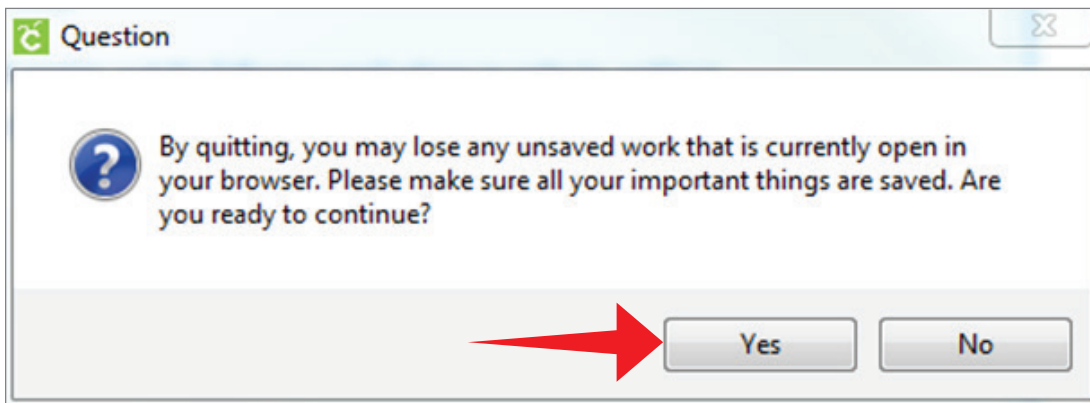 Question
By quitting, you may lose any unsaved work that is currently open in
your browser. Please make sure all your important things are saved. Are
you ready to continue?
Yes No